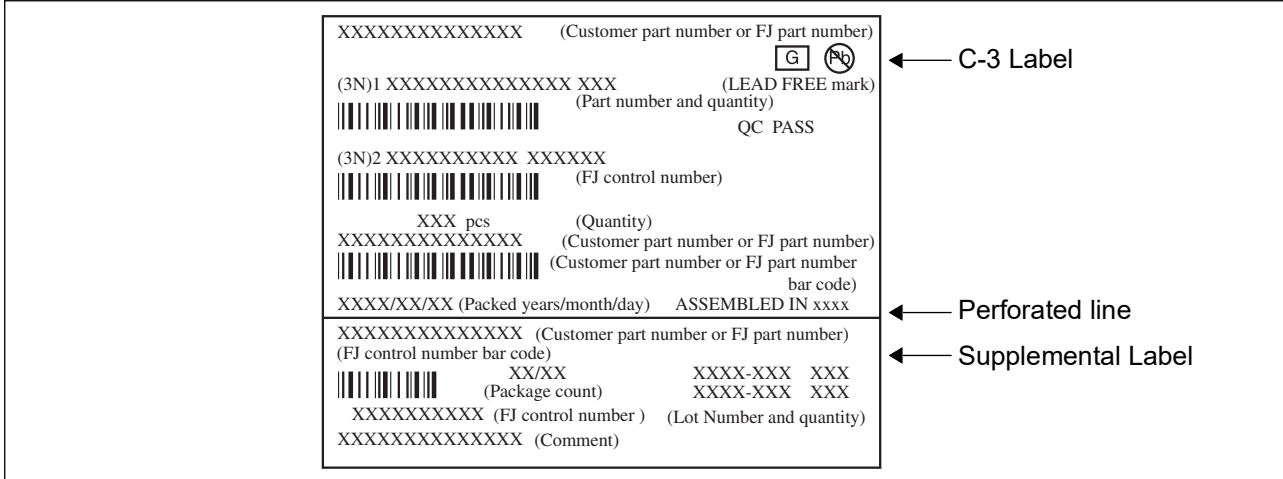 XXXXXXXXXXXXXX (Customer part number or FJ part number)
G Pb
C-3 Label
(3N)1 XXXXXXXXXXXXXX XXX (LEAD FREE mark)
(Part number and quantity)
QC PASS
(3N)2 XXXXXXXXXX XXXXXX
(FJ control number)
XXX pcs (Quantity)
XXXXXXXXXXXXXX (Customer part number or FJ part number)
(Customer part number or FJ part number
bar code)
XXXX/XX/XX (Packed years/month/day) ASSEMBLED IN xxxx
Perforated line
XXXXXXXXXXXXXX (Customer part number or FJ part number)
(FJ control number bar code)
Supplemental Label
XX/XX XXXX-XXX XXX
(Package count) XXXX-XXX XXX
XXXXXXXXXX (FJ control number ) (Lot Number and quantity)
XXXXXXXXXXXXXX (Comment)